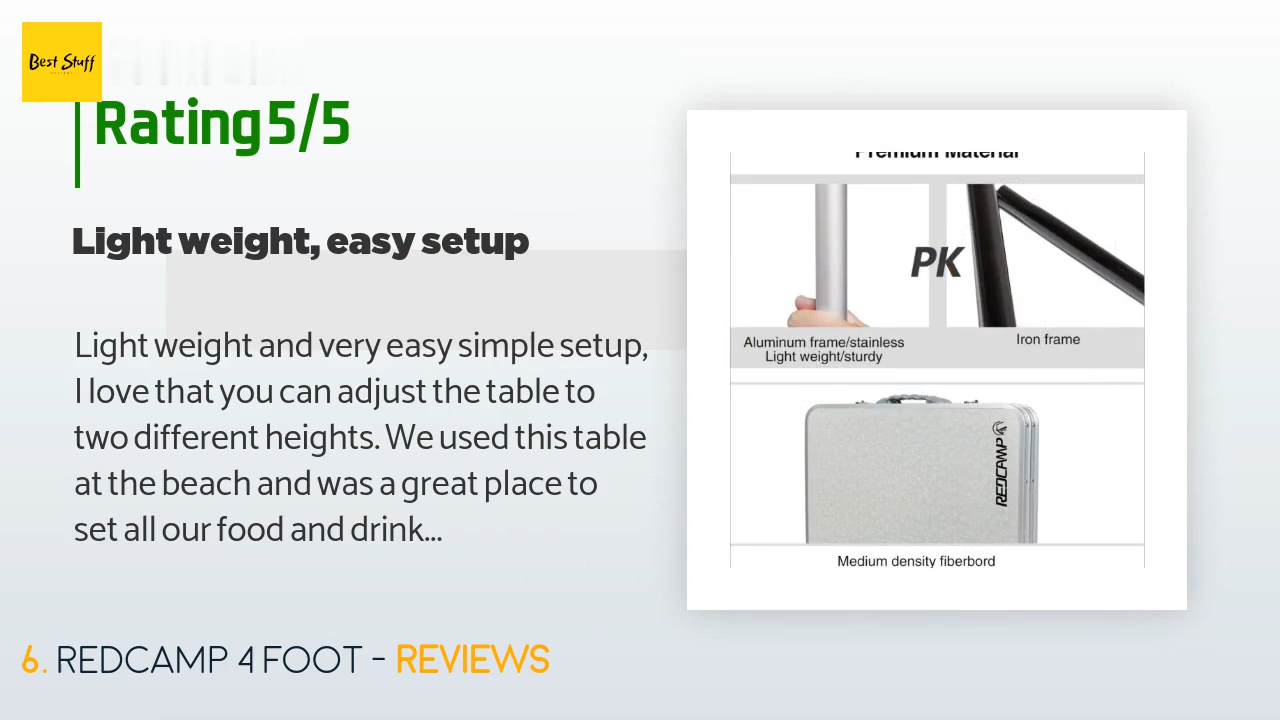 Best Stuff
Rating 5/5
Light weight, easy setup
Light weight and very easy simple setup,
I love that you can adjust the table to
two different heights. We used this table
at the beach and was a great place to
set all our food and drink...
Premium Material
PK
Aluminum frame/stainless
Light weight/sturdy
Iron frame
REDCAMP
Medium density fiberbord
6. REDCAMP 4 FOOT - REVIEWS